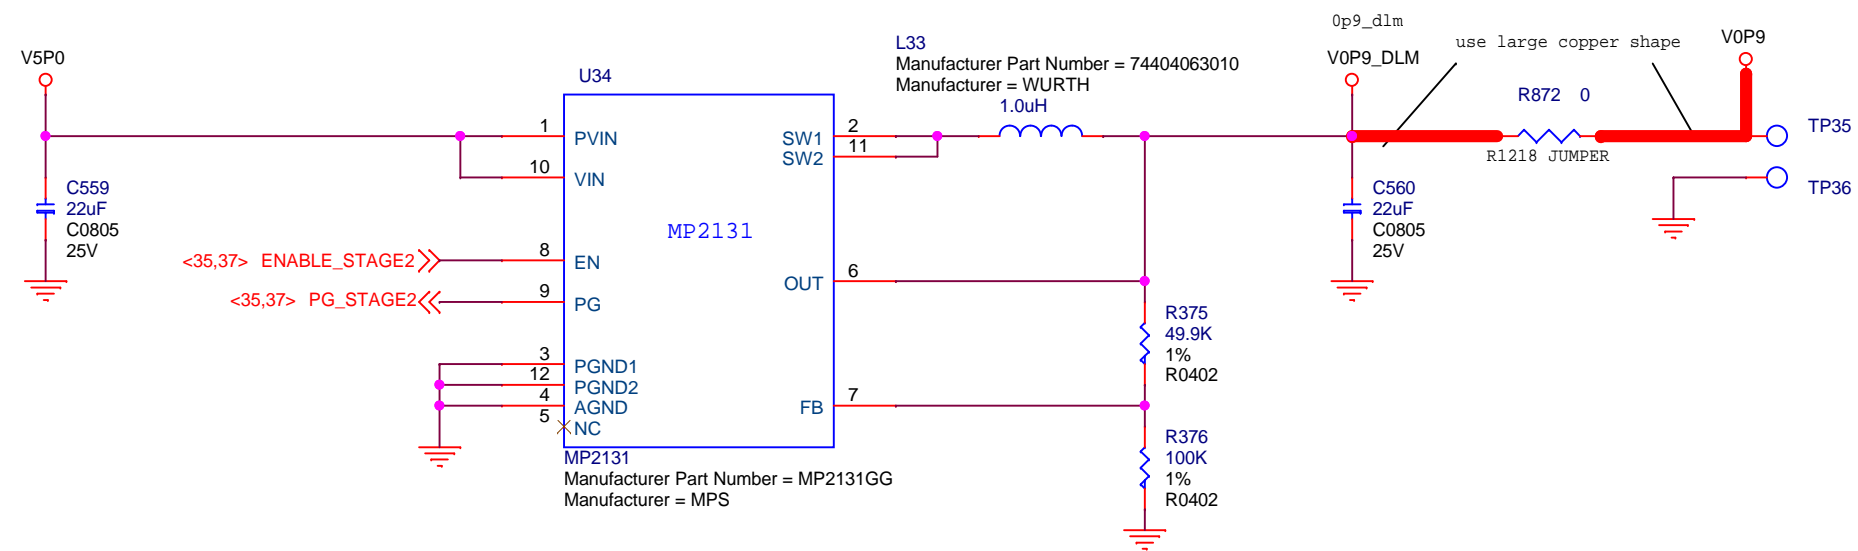 0p9_dlm
use large copper shape
V5P0
L33
Manufacturer Part Number = 74404063010
Manufacturer = WURTH
1.0uH
V0P9_DLM
V0P9
U34
R872 0
R1218 JUMPER
TP35
TP36
1
PVIN
10
VIN
SW1
2
SW2
11
C559
22uF
C0805
25V
MP2131
C560
22uF
C0805
25V
<35,37> ENABLE_STAGE2
8
EN
<35,37> PG_STAGE2
9
PG
OUT
6
R375
49.9K
1%
R0402
3
PGND1
12
PGND2
4
AGND
5
NC
FB
7
R376
100K
1%
R0402
MP2131
Manufacturer Part Number = MP2131GG
Manufacturer = MPS